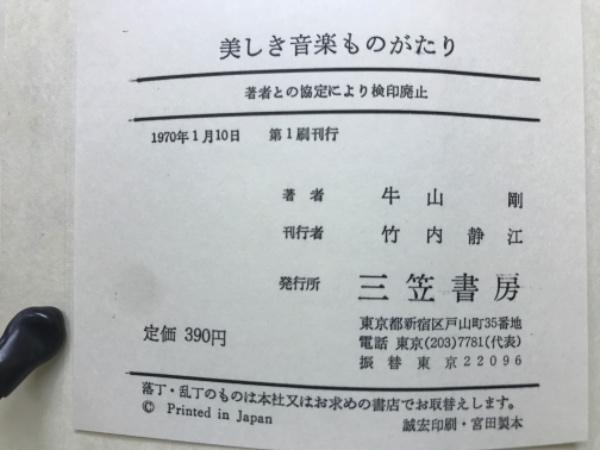 美しき音楽ものがたり
著者との協定により検印廃止
1970年1月10日 第1刷刊行
著者 牛山剛
刊行者 竹内静江
発行所 三笠書房
東京都新宿区戸山町35番地
定価 390円
電話 東京(203)7781(代表)
振替東京22096
落丁・乱丁のものは本社又はお求めの書店でお取替えします。
© Printed in Japan
誠宏印刷・宮田製本